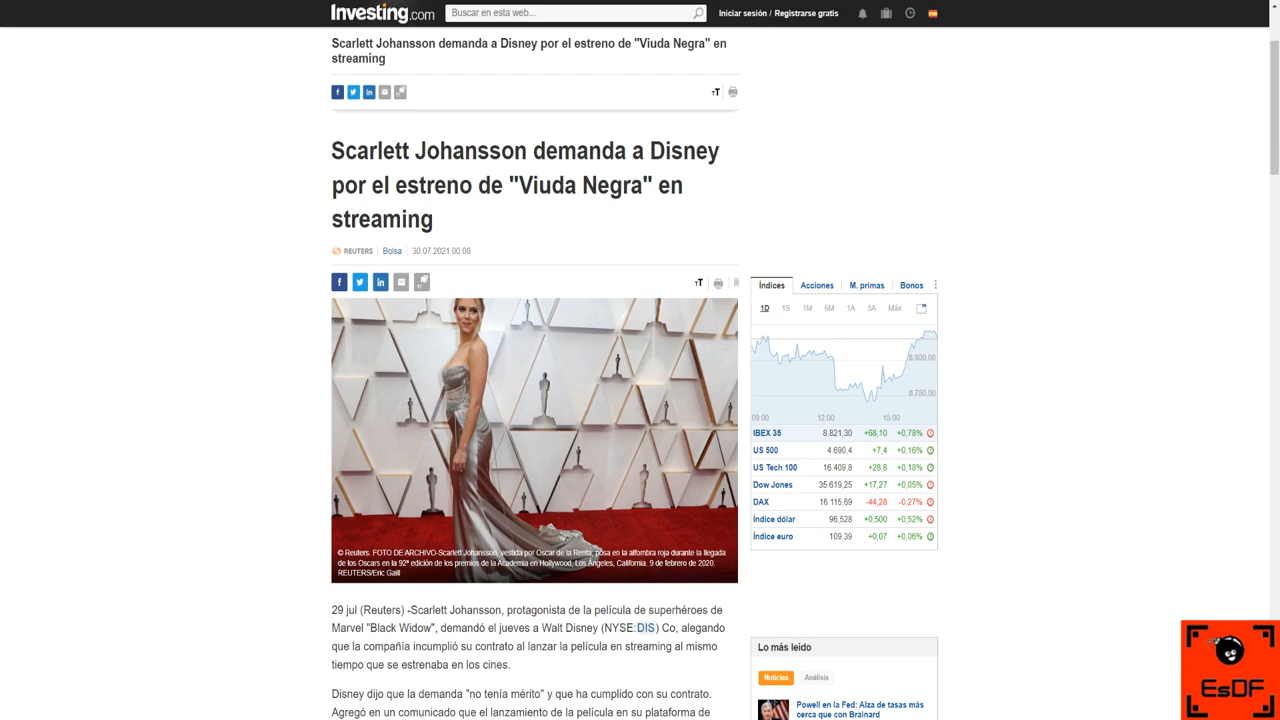 Investing.com
Buscar en esta web...
Iniciar sesión / Registrarse gratis
Scarlett Johansson demanda a Disney por el estreno de "Viuda Negra" en
streaming
Scarlett Johansson demanda a Disney
por el estreno de "Viuda Negra" en
streaming
REUTERS Bolsa 30.07.2021 00:08
© Reuters. FOTO DE ARCHIVO-Scarlett Johansson, vestida por Oscar de la Renta, posa en la alfombra roja durante la llegada
de los Oscars en la 92ª edición de los premios de la Academia en Hollywood, Los Ángeles, California. 9 de febrero de 2020.
REUTERS/Eric Gaill
29 jul (Reuters) -Scarlett Johansson, protagonista de la película de superhéroes de
Marvel "Black Widow", demandó el jueves a Walt Disney (NYSE:DIS) Co, alegando
que la compañía incumplió su contrato al lanzar la película en streaming al mismo
tiempo que se estrenaba en los cines.
Disney dijo que la demanda "no tenía mérito" y que ha cumplido con su contrato.
Agregó en un comunicado que el lanzamiento de la película en su plataforma de
Índices Acciones M. primas Bonos
1D 1S 1M 6M 1A 5A Máx.
8.800,00
8.750,00
09:00 12:00 15:00
IBEX 35 8.821,30 +68,10 +0,78%
US 500 4.690,4 +7,4 +0,16%
US Tech 100 16.409,8 +28,8 +0,18%
Dow Jones 35.619,25 +17,27 +0,05%
DAX 16.115,69 -44,28 -0,27%
Índice dólar 96,528 +0,500 +0,52%
Índice euro 109,39 +0,07 +0,06%
Lo más leído
Noticias Análisis
Powell en la Fed: Alza de tasas más
cerca que con Brainard
EsDF